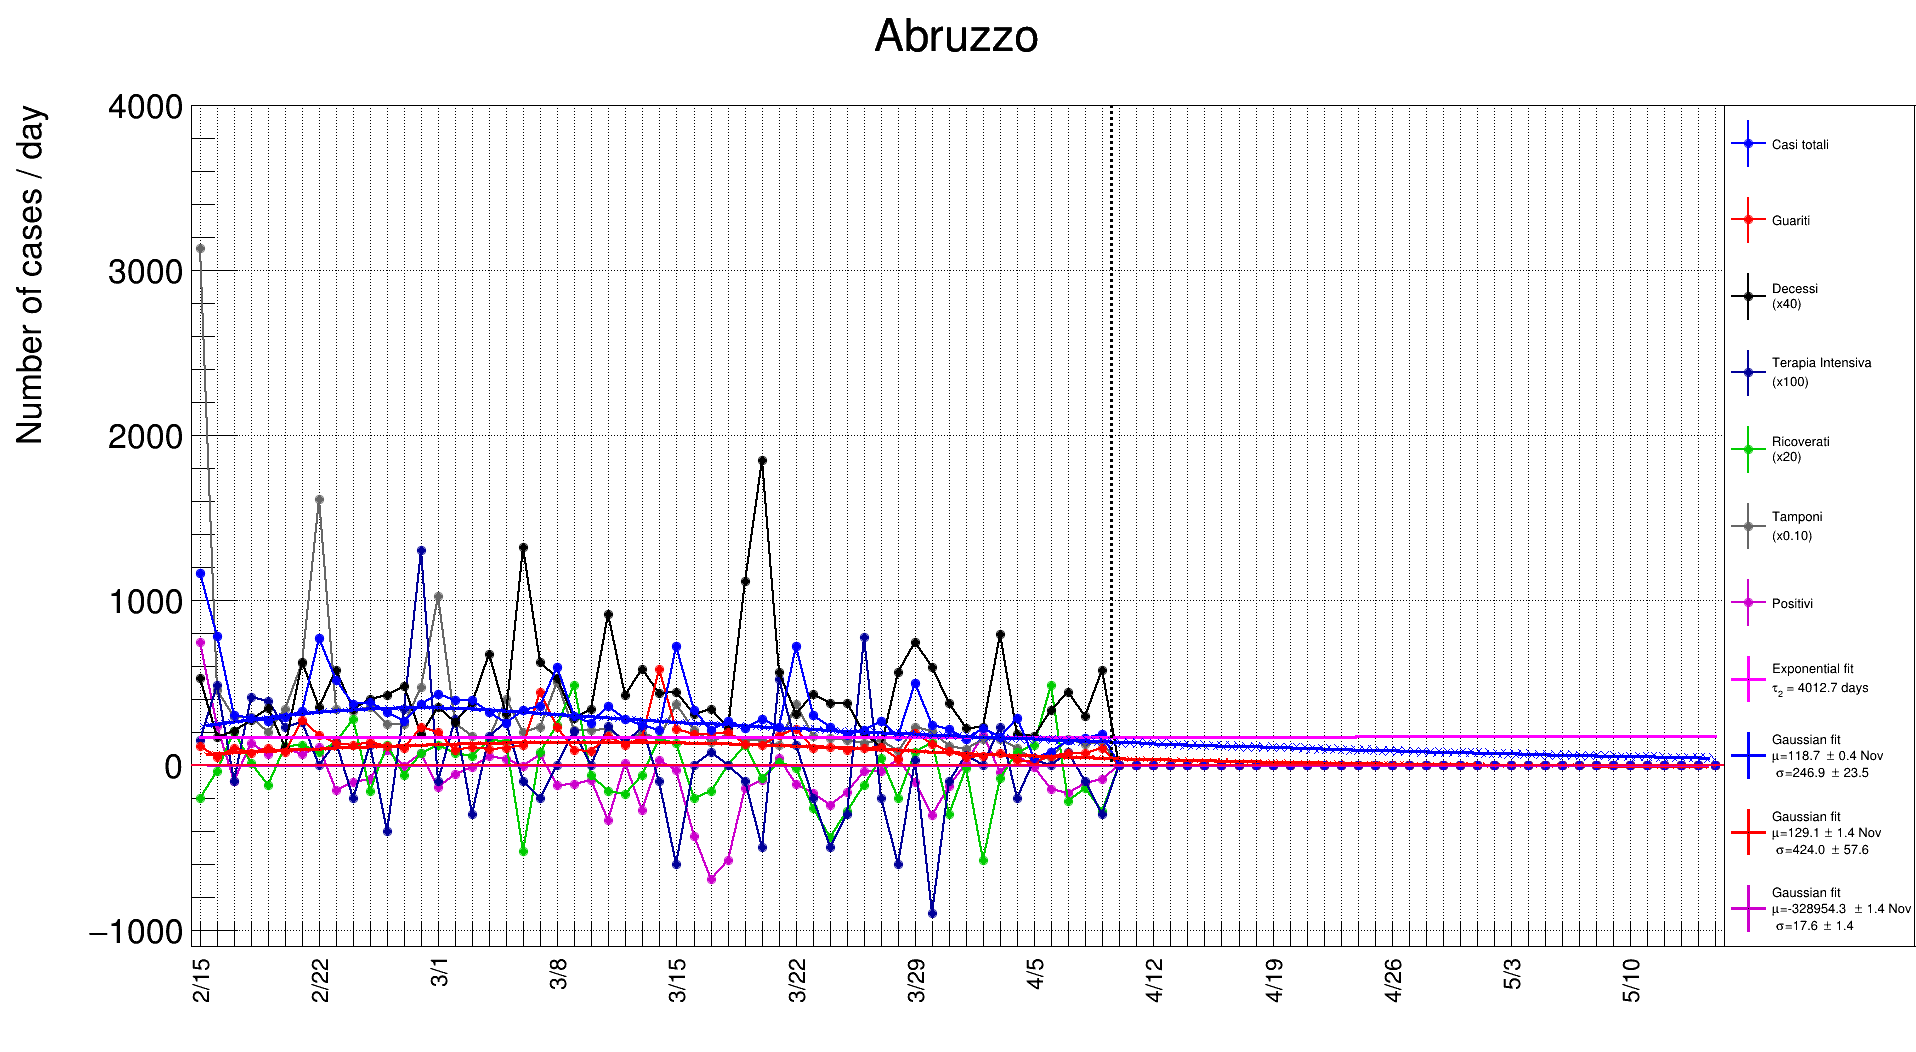 Abruzzo
Number of cases / day
4000
3000
2000
1000
0
−1000
2/15
2/22
3/1
3/8
3/15
3/22
3/29
4/5
4/12
4/19
4/26
5/3
5/10
Casi totali
Guariti
Decessi
(x40)
Terapia Intensiva
(x100)
Ricoverati
(x20)
Tamponi
(x0.10)
Positivi
Exponential fit
τ2 = 4012.7 days
Gaussian fit
μ=118.7 ± 0.4 Nov
σ=246.9 ± 23.5
Gaussian fit
μ=129.1 ± 1.4 Nov
σ=424.0 ± 57.6
Gaussian fit
μ=-328954.3 ± 1.4 Nov
σ=17.6 ± 1.4